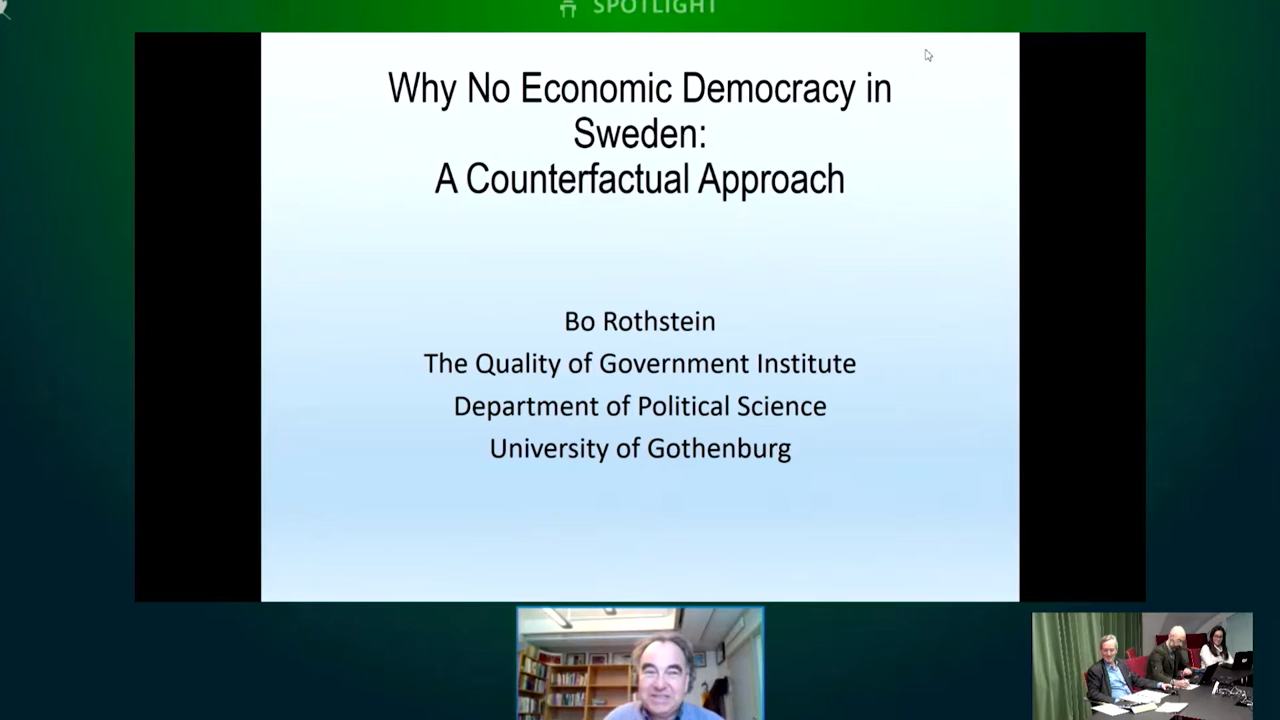 SPOTLIGHT
Why No Economic Democracy in
Sweden:
A Counterfactual Approach
Bo Rothstein
The Quality of Government Institute
Department of Political Science
University of Gothenburg